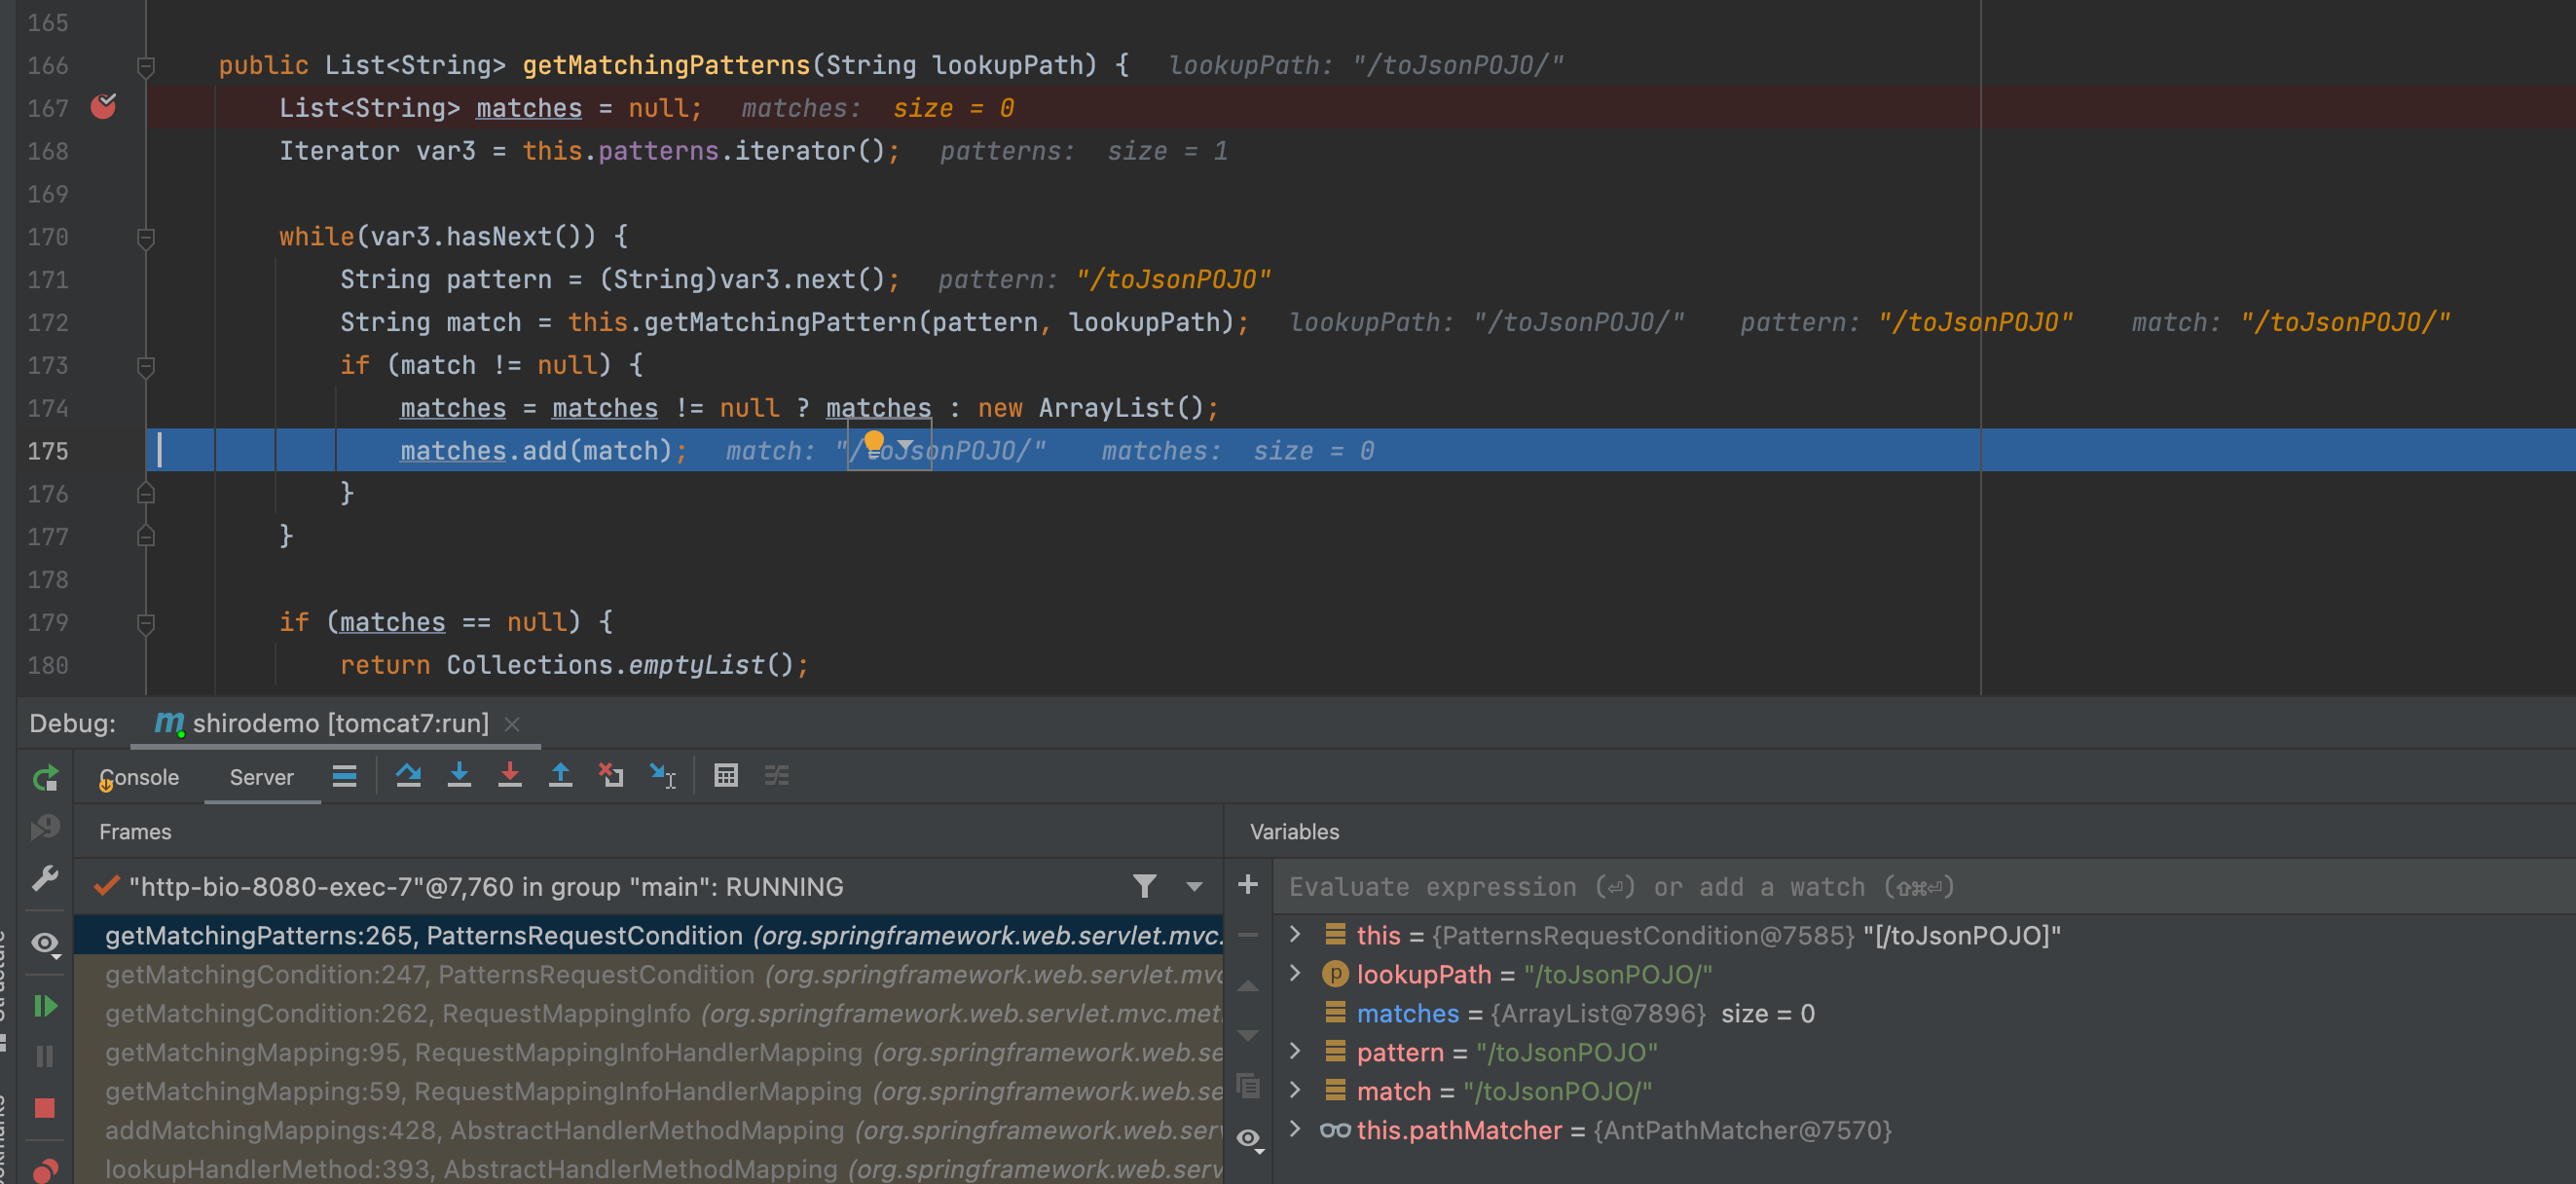 165
166 public List<String> getMatchingPatterns(String lookupPath) { lookupPath: "/toJsonPOJO/"
167 List<String> matches = null; matches: size = 0
168 Iterator var3 = this.patterns.iterator(); patterns: size = 1
169
170 while(var3.hasNext()) {
171 String pattern = (String)var3.next(); pattern: "/toJsonPOJO"
172 String match = this.getMatchingPattern(pattern, lookupPath); lookupPath: "/toJsonPOJO/" pattern: "/toJsonPOJO" match: "/toJsonPOJO/"
173 if (match != null) {
174 matches = matches != null ? matches : new ArrayList();
175 matches.add(match); match: "/toJsonPOJO/" matches: size = 0
176 }
177 }
178
179 if (matches == null) {
180 return Collections.emptyList();
Debug: shirodemo [tomcat7:run]
Console Server
Frames
Variables
"http-bio-8080-exec-7"@7,760 in group "main": RUNNING
Evaluate expression (⏎) or add a watch (⇧⌘⏎)
getMatchingPatterns:265, PatternsRequestCondition (org.springframework.web.servlet.mvc.
this = {PatternsRequestCondition@7585} "[/toJsonPOJO]"
getMatchingCondition:247, PatternsRequestCondition (org.springframework.web.servlet.mvc
lookupPath = "/toJsonPOJO/"
getMatchingCondition:262, RequestMappingInfo (org.springframework.web.servlet.mvc.met
matches = {ArrayList@7896} size = 0
getMatchingMapping:95, RequestMappingInfoHandlerMapping (org.springframework.web.se
pattern = "/toJsonPOJO"
getMatchingMapping:59, RequestMappingInfoHandlerMapping (org.springframework.web.se
match = "/toJsonPOJO/"
addMatchingMappings:428, AbstractHandlerMethodMapping (org.springframework.web.serv
this.pathMatcher = {AntPathMatcher@7570}
lookupHandlerMethod:393, AbstractHandlerMethodMapping (org.springframework.web.serv